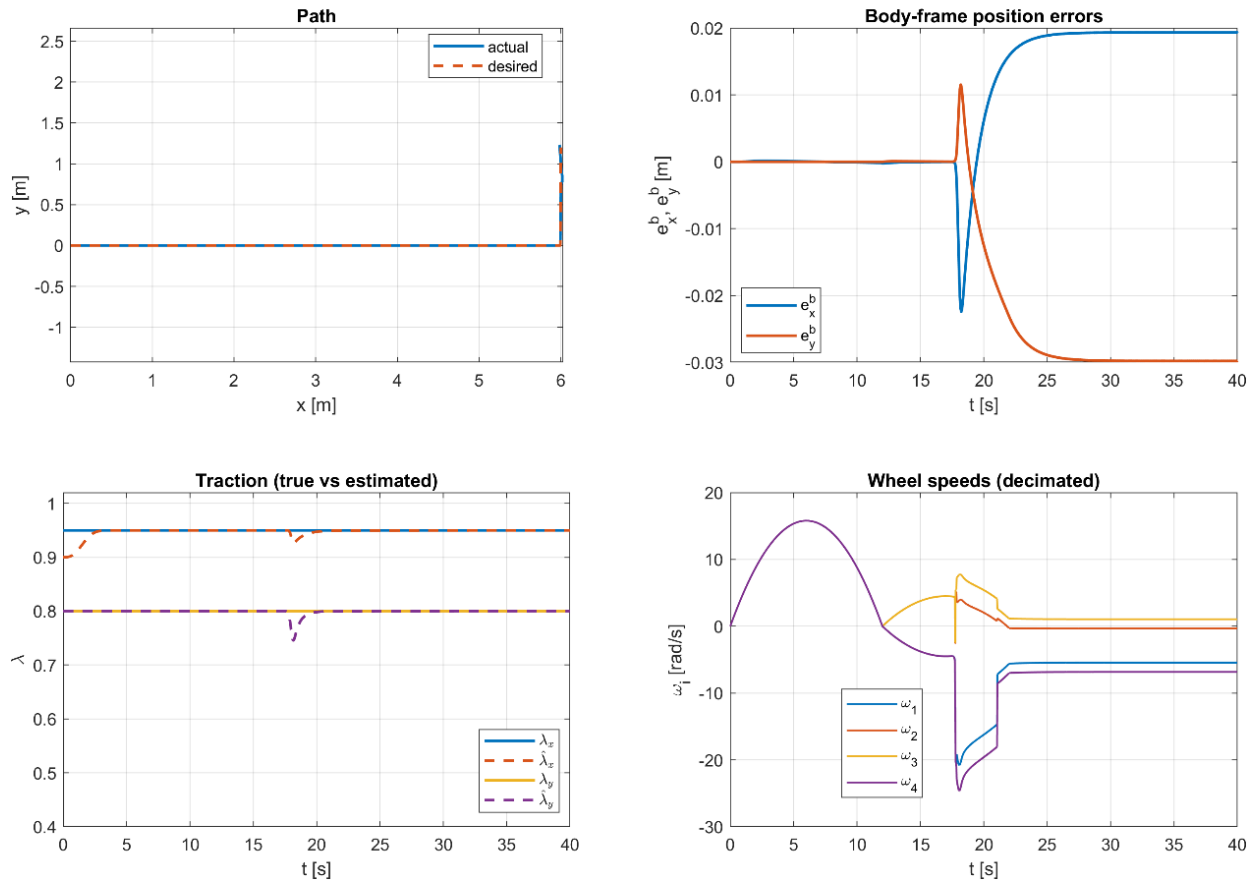 Path
2.5
2
1.5
1
0.5
0
-0.5
-1
y [m]
0 1 2 3 4 5 6
x [m]
actual
desired
Body-frame position errors
0.02
0.01
0
-0.01
-0.02
-0.03
e_x^b, e_y^b [m]
0 5 10 15 20 25 30 35 40
t [s]
e_x^b
e_y^b
Traction (true vs estimated)
1
0.9
0.8
0.7
0.6
0.5
0.4
λ
0 5 10 15 20 25 30 35 40
t [s]
λ_x
λ̂_x
λ_y
λ̂_y
Wheel speeds (decimated)
20
10
0
-10
-20
-30
ω_i [rad/s]
0 5 10 15 20 25 30 35 40
t [s]
ω_1
ω_2
ω_3
ω_4